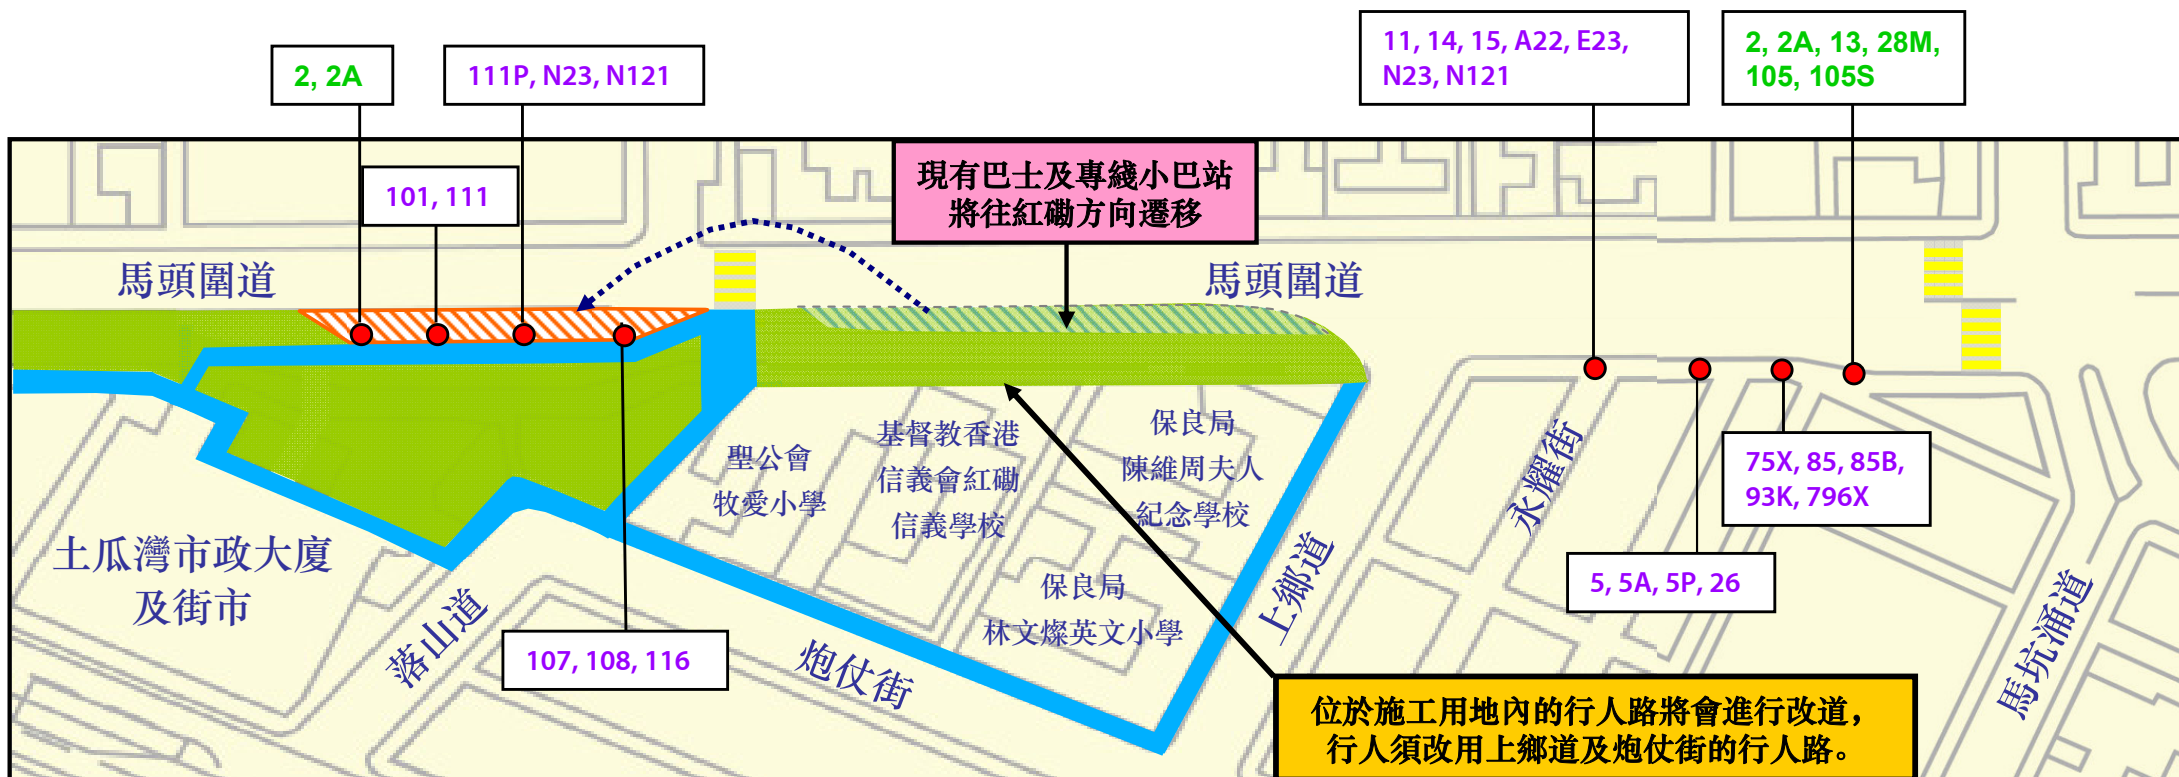 2, 2A
111P, N23, N121
11, 14, 15, A22, E23,
N23, N121
2, 2A, 13, 28M,
105, 105S
101, 111
現有巴士及專綫小巴站
將往紅磡方向遷移
馬頭圍道
馬頭圍道
聖公會
牧愛小學
基督教香港
信義會紅磡
信義學校
保良局
陳維周夫人
紀念學校
保良局
林文燦英文小學
永耀街
75X, 85, 85B,
93K, 796X
5, 5A, 5P, 26
土瓜灣市政大廈
及街市
落山道
107, 108, 116
炮仗街
上鄉道
馬坑涌道
位於施工用地內的行人路將會進行改道，
行人須改用上鄉道及炮仗街的行人路。